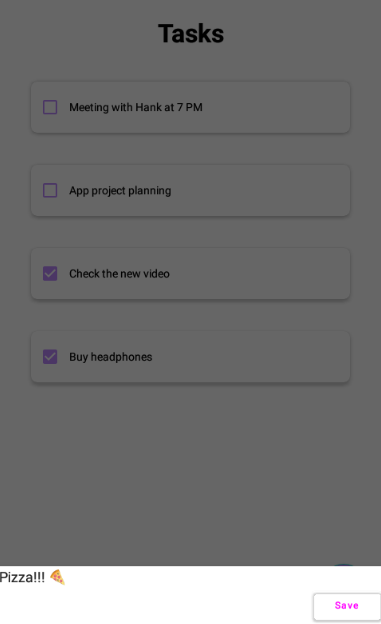 Tasks
Meeting with Hank at 7 PM
App project planning
Check the new video
Buy headphones
Pizza!!! 🍕
Save